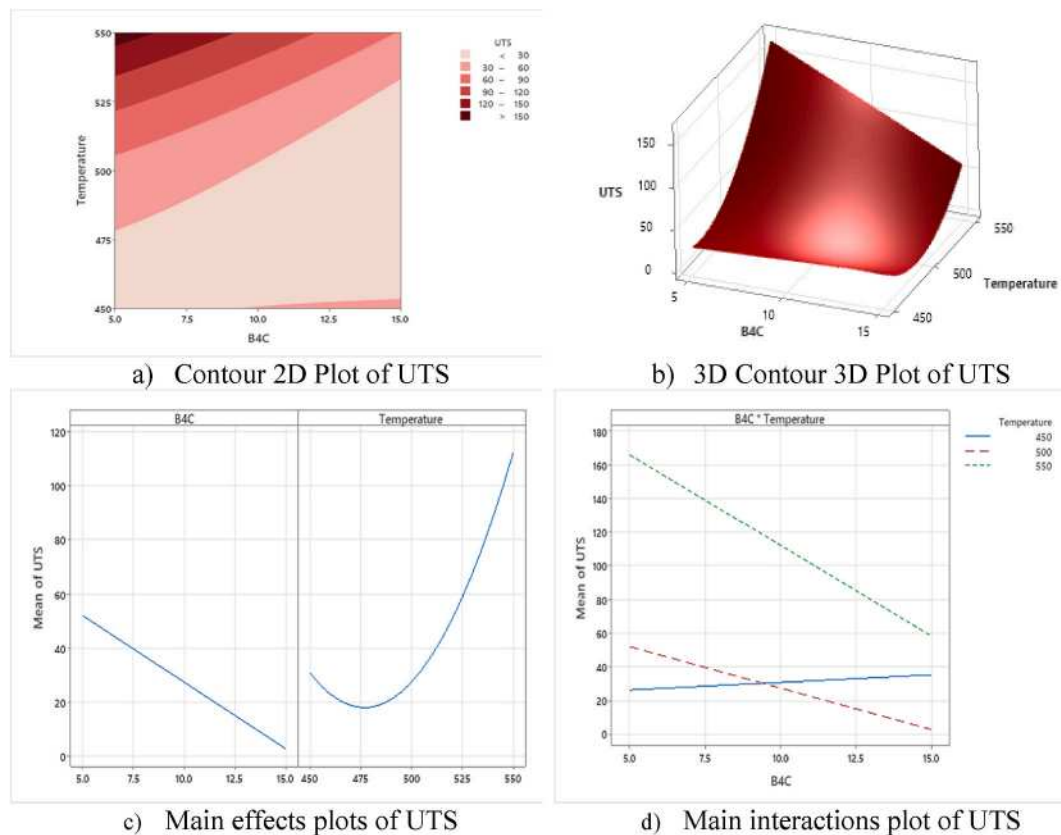 550
525
500
475
450
Temperature
5.0 7.5 10.0 12.5 15.0
B4C
UTS
< 30
30 – 60
60 – 90
90 – 120
120 – 150
> 150
a) Contour 2D Plot of UTS
150
100
50
0
UTS
5
10
15
B4C
450
500
550
Temperature
b) 3D Contour 3D Plot of UTS
B4C Temperature
120
100
80
60
40
20
0
Mean of UTS
5.0 7.5 10.0 12.5 15.0 450 475 500 525 550
c) Main effects plots of UTS
B4C * Temperature
180
160
140
120
100
80
60
40
20
0
Mean of UTS
5.0 7.5 10.0 12.5 15.0
B4C
Temperature
450
500
550
d) Main interactions plot of UTS